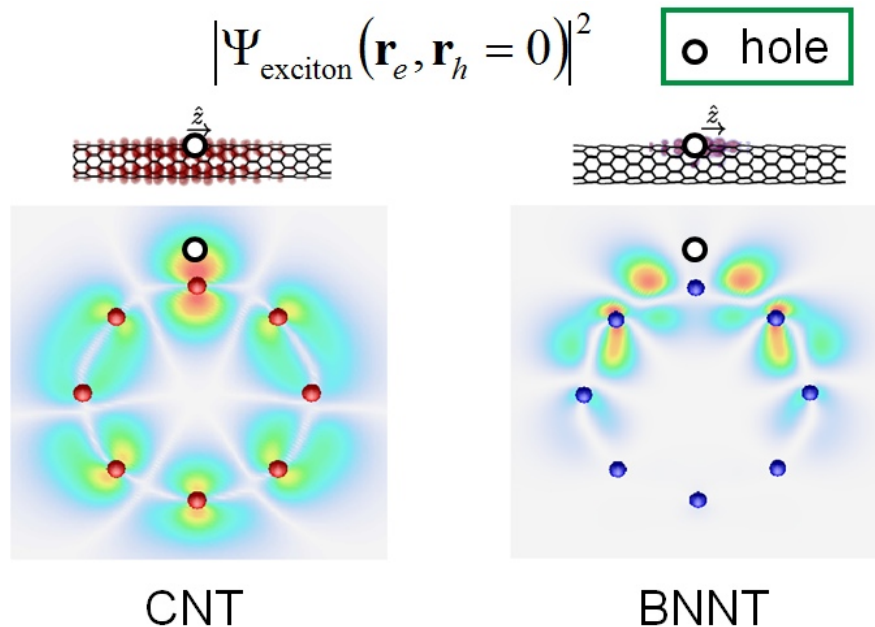 |Ψexciton(rₑ, rₕ = 0)|²
hole
ẑ
ẑ
CNT
BNNT